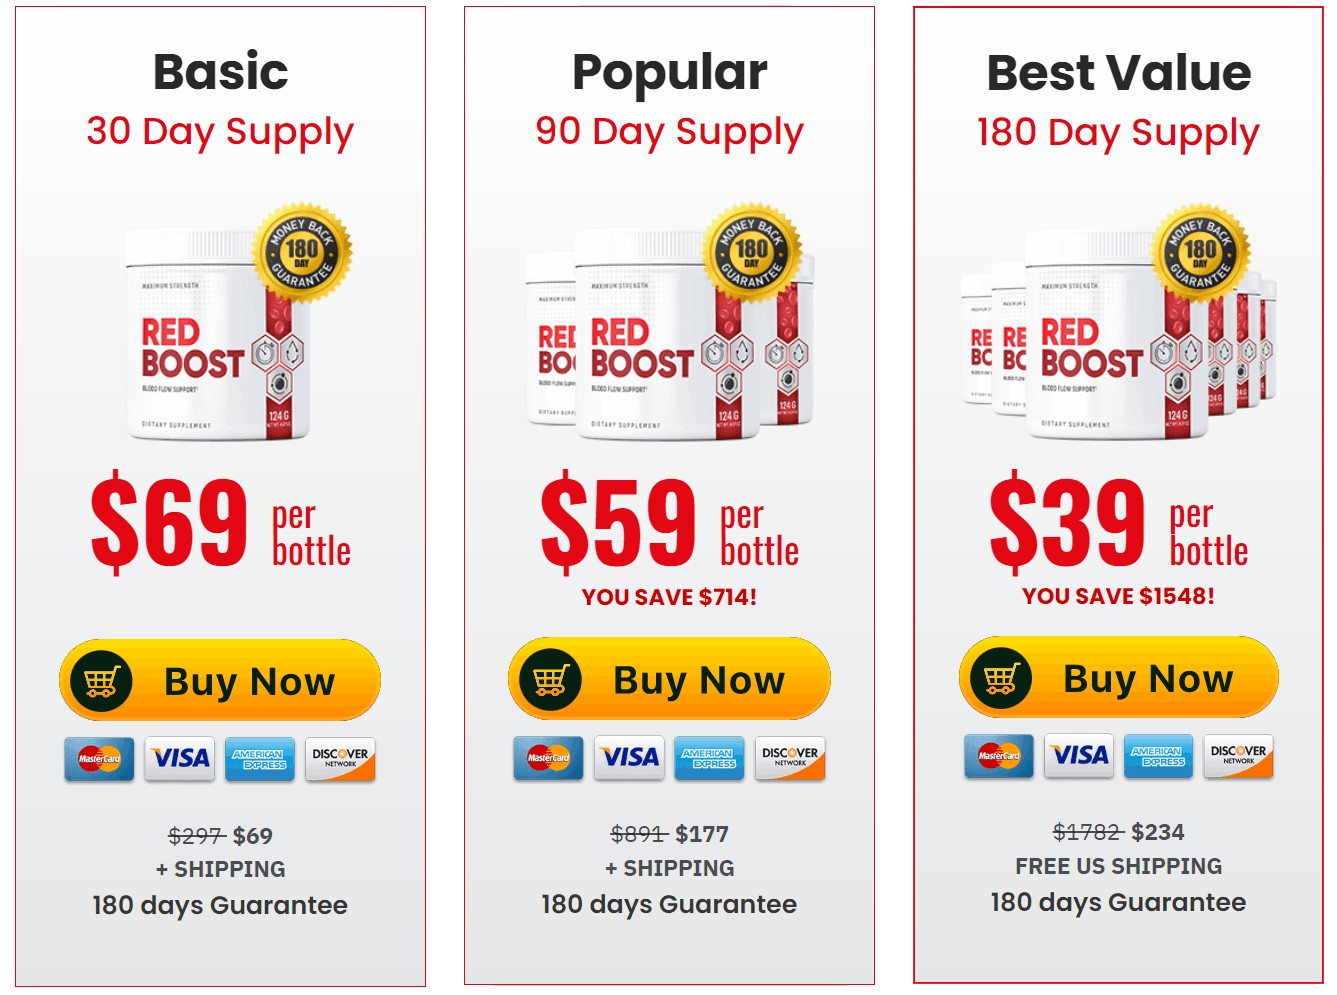 Basic
30 Day Supply
MONEY BACK
180
DAY
GUARANTEE
MAXIMUM STRENGTH
RED
BOOST
BLOOD FLOW SUPPORT
124 G
DIETARY SUPPLEMENT
$69 per
bottle
Buy Now
MasterCard VISA AMERICAN EXPRESS DISCOVER NETWORK
$297 $69
+ SHIPPING
180 days Guarantee
Popular
90 Day Supply
MONEY BACK
180
DAY
GUARANTEE
MAXIMUM STRENGTH
RED
BOOST
BLOOD FLOW SUPPORT
124 G
124 G
DIETARY SUPPLEMENT
$59 per
bottle
YOU SAVE $714!
Buy Now
MasterCard VISA AMERICAN EXPRESS DISCOVER NETWORK
$891 $177
+ SHIPPING
180 days Guarantee
Best Value
180 Day Supply
MONEY BACK
180
DAY
GUARANTEE
MAXIMUM STRENGTH
RED
BOOST
BLOOD FLOW SUPPORT
124 G
DIETARY SUPPLEMENT
$39 per
bottle
YOU SAVE $1548!
Buy Now
MasterCard VISA AMERICAN EXPRESS DISCOVER NETWORK
$1782 $234
FREE US SHIPPING
180 days Guarantee